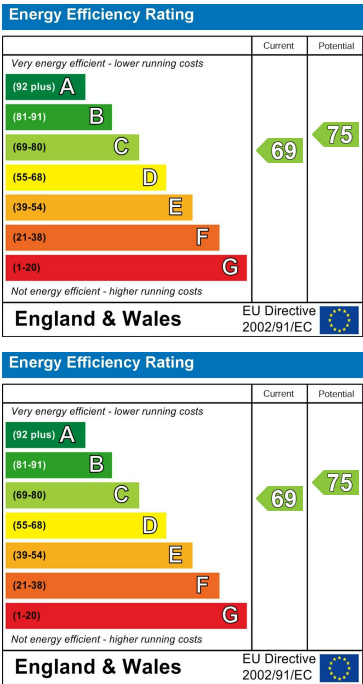 Energy Efficiency Rating
Current Potential
Very energy efficient - lower running costs
(92 plus) A
(81-91) B
(69-80) C
(55-68) D
(39-54) E
(21-38) F
(1-20) G
69
75
Not energy efficient - higher running costs
England & Wales
EU Directive
2002/91/EC
Energy Efficiency Rating
Current Potential
Very energy efficient - lower running costs
(92 plus) A
(81-91) B
(69-80) C
(55-68) D
(39-54) E
(21-38) F
(1-20) G
69
75
Not energy efficient - higher running costs
England & Wales
EU Directive
2002/91/EC